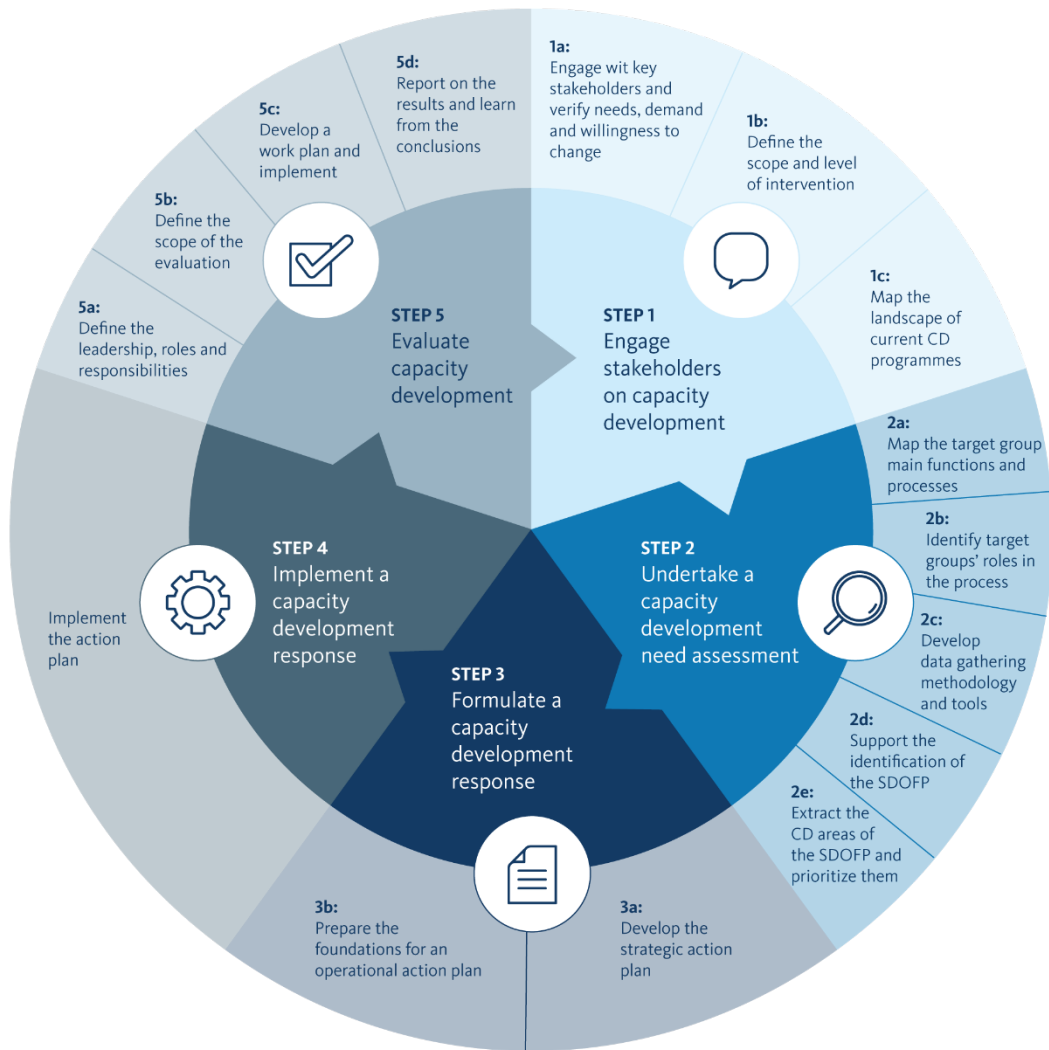 1a:
Engage wit key
stakeholders and
verify needs, demand
and willingness to
change
1b:
Define the
scope and level
of intervention
1c:
Map the
landscape of
current CD
programmes
STEP 1
Engage
stakeholders
on capacity
development
2a:
Map the target group
main functions and
processes
2b:
Identify target
groups' roles in
the process
2c:
Develop
data gathering
methodology
and tools
2d:
Support the
identification of
the SDOFP
2e:
Extract the
CD areas of
the SDOFP and
prioritize them
STEP 2
Undertake a
capacity
development
need assessment
STEP 3
Formulate a
capacity
development
response
3a:
Develop the
strategic action
plan
3b:
Prepare the
foundations for an
operational action plan
STEP 4
Implement a
capacity
development
response
Implement
the action
plan
STEP 5
Evaluate
capacity
development
5a:
Define the
leadership, roles and
responsibilities
5b:
Define the
scope of the
evaluation
5c:
Develop a
work plan and
implement
5d:
Report on the
results and learn
from the
conclusions